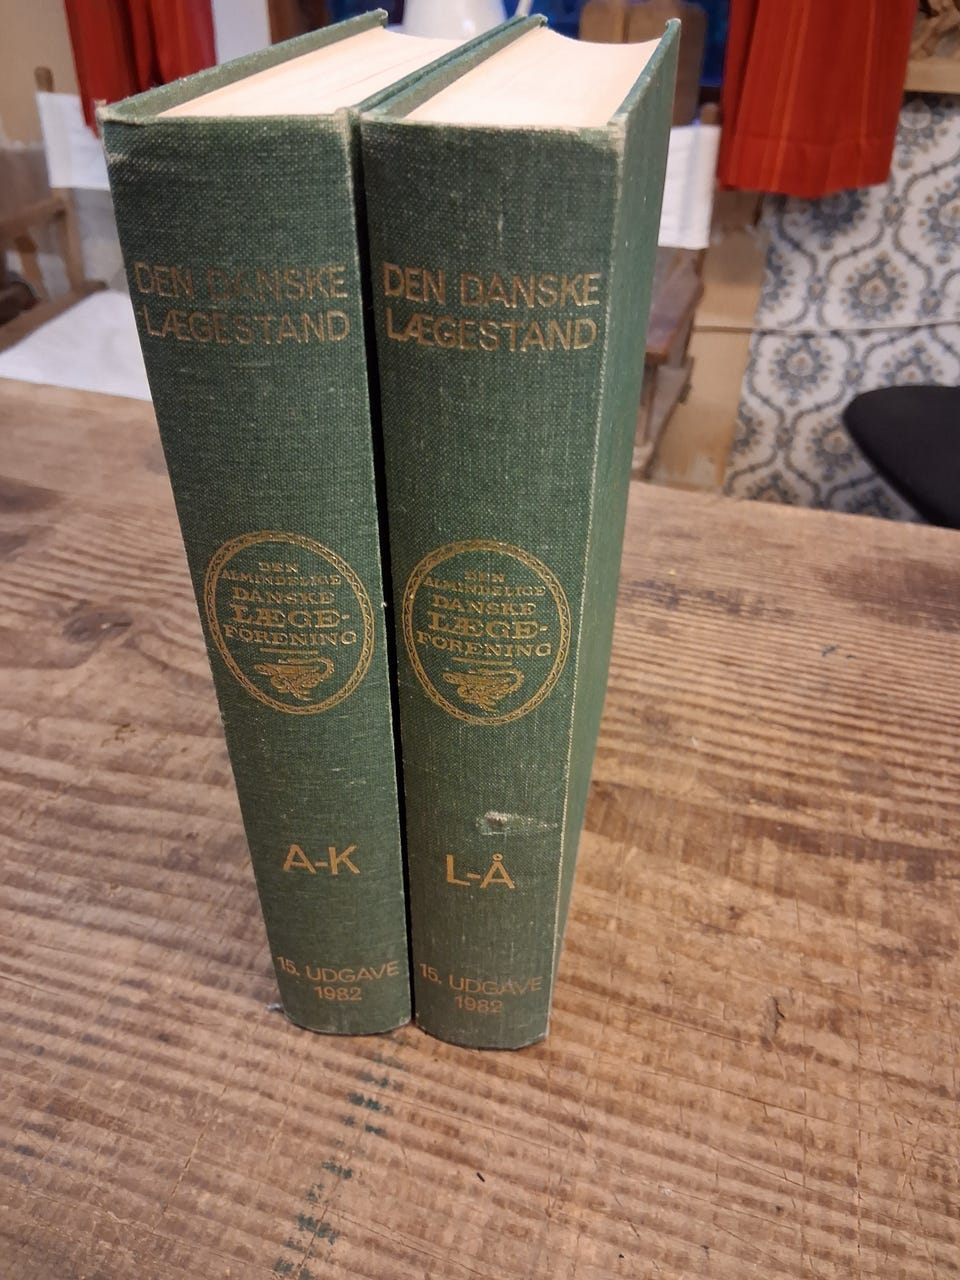 DEN DANSKE
LÆGESTAND
DEN
ALMINDELIGE
DANSKE
LÆGE-
FORENING
A-K
15. UDGAVE
1982
DEN DANSKE
LÆGESTAND
DEN
ALMINDELIGE
DANSKE
LÆGE-
FORENING
L-Å
15. UDGAVE
1982